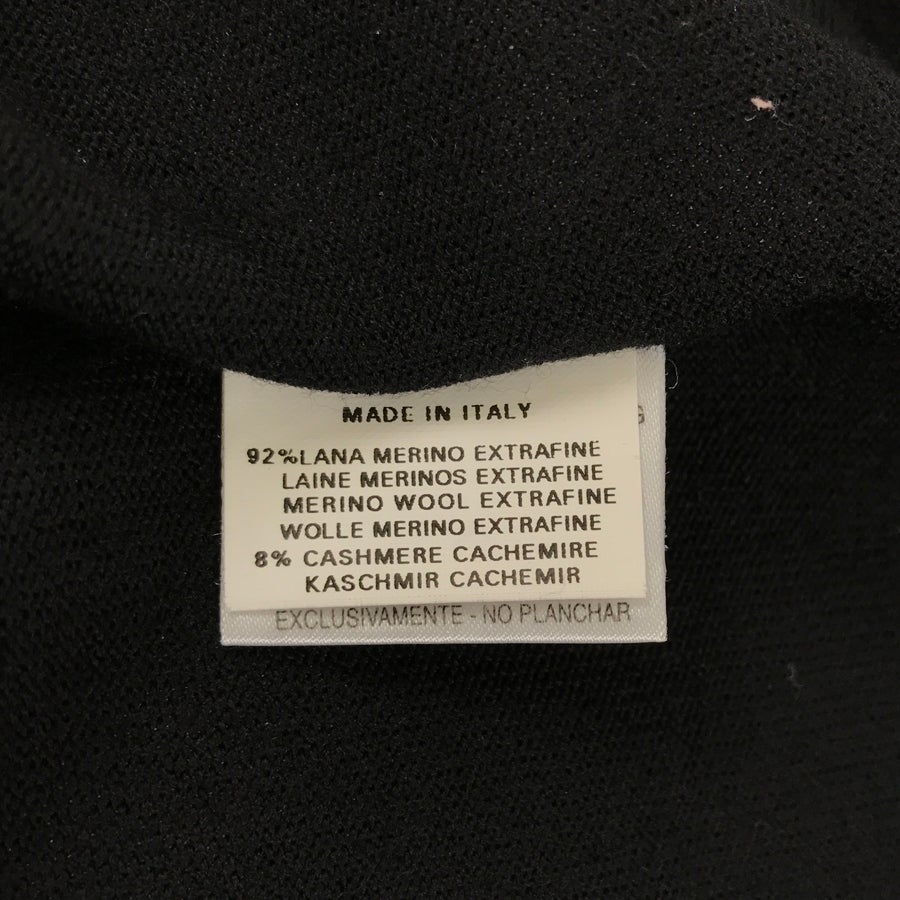 MADE IN ITALY
G
92%LANA MERINO EXTRAFINE
LAINE MERINOS EXTRAFINE
MERINO WOOL EXTRAFINE
WOLLE MERINO EXTRAFINE
8% CASHMERE CACHEMIRE
KASCHMIR CACHEMIR
EXCLUSIVAMENTE - NO PLANCHAR